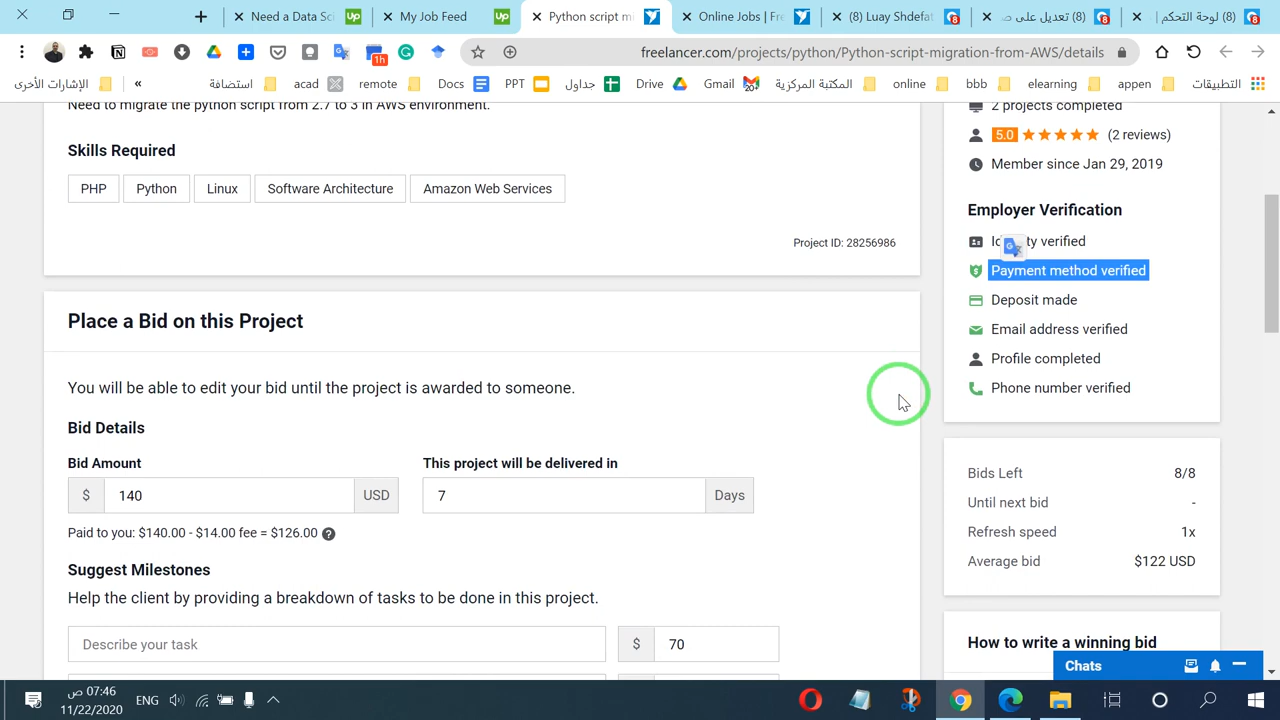 Need a Data Sci
My Job Feed
Python script mi
Online Jobs | Fre
(8) Luay Shdefat
(8) تعديل على ص
(8) لوحة التحكم |
1h
freelancer.com/projects/python/Python-script-migration-from-AWS/details
الإشارات الأخرى
»
استضافة
acad
remote
Docs
PPT
جداول
Drive
Gmail
المكتبة المركزية
online
bbb
elearning
appen
التطبيقات
Need to migrate the python script from 2.7 to 3 in AWS environment.
Skills Required
PHP
Python
Linux
Software Architecture
Amazon Web Services
Project ID: 28256986
Place a Bid on this Project
You will be able to edit your bid until the project is awarded to someone.
Bid Details
Bid Amount
This project will be delivered in
$ 140 USD
7 Days
Paid to you: $140.00 - $14.00 fee = $126.00
Suggest Milestones
Help the client by providing a breakdown of tasks to be done in this project.
Describe your task
$ 70
2 projects completed
5.0 (2 reviews)
Member since Jan 29, 2019
Employer Verification
verified
Payment method verified
Deposit made
Email address verified
Profile completed
Phone number verified
Bids Left 8/8
Until next bid -
Refresh speed 1x
Average bid $122 USD
How to write a winning bid
Chats
07:46 ص
11/22/2020
ENG